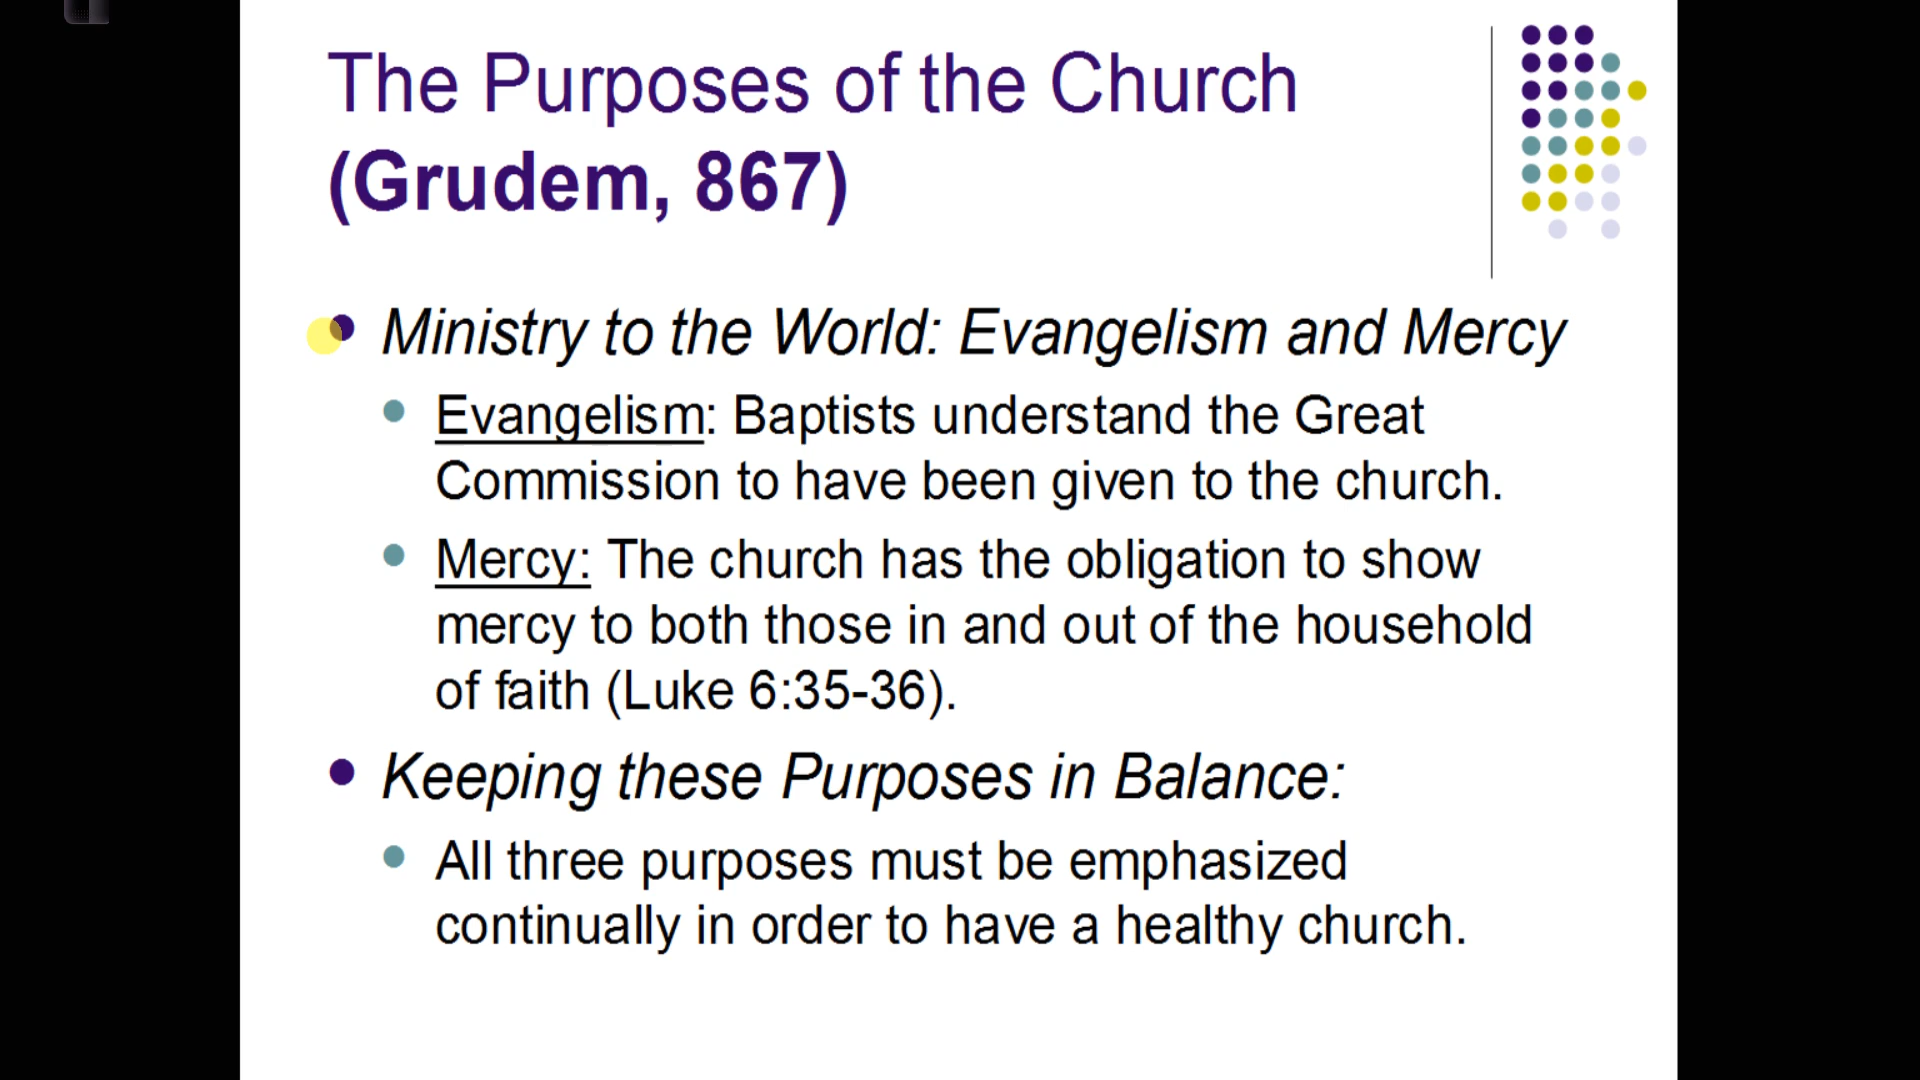 The Purposes of the Church
(Grudem, 867)
Ministry to the World: Evangelism and Mercy
Evangelism: Baptists understand the Great
Commission to have been given to the church.
Mercy: The church has the obligation to show
mercy to both those in and out of the household
of faith (Luke 6:35-36).
Keeping these Purposes in Balance:
All three purposes must be emphasized
continually in order to have a healthy church.